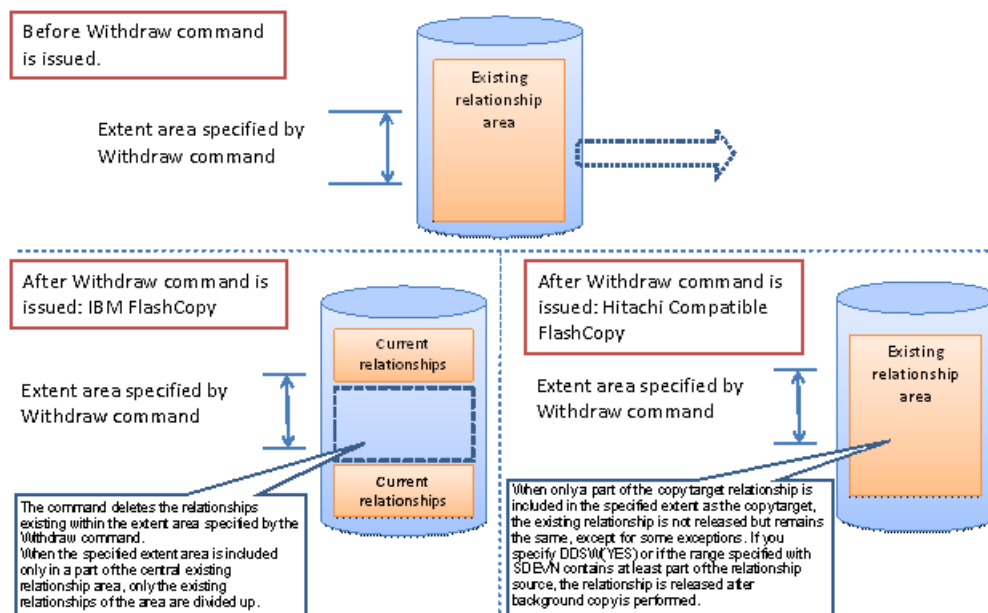 Before Withdraw command
is issued.
Existing
relationship
area
Extent area specified by
Withdraw command
After Withdraw command is
issued: IBM FlashCopy
Current
relationships
Extent area specified by
Withdraw command
Current
relationships
The command deletes the relationships
existing within the extent area specified by the
Withdraw command.
When the specified extent area is included
only in a part of the central existing
relationship area, only the existing
relationships of the area are divided up.
After Withdraw command is
issued: Hitachi Compatible
FlashCopy
Existing
relationship
area
Extent area specified by
Withdraw command
When only a part of the copy target relationship is
included in the specified extent as the copy target,
the existing relationship is not released but remains
the same, except for some exceptions. If you
specify DDSW(YES) or if the range specified with
SDEVN contains at least part of the relationship
source, the relationship is released after
background copy is performed.